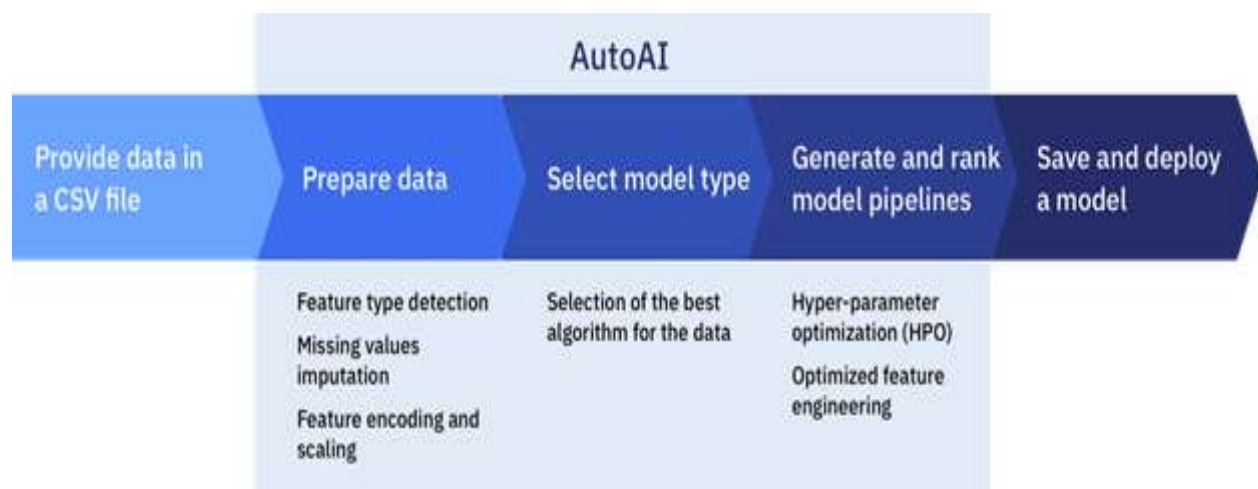 AutoAI
Provide data in
a CSV file
Prepare data
Select model type
Generate and rank
model pipelines
Save and deploy
a model
Feature type detection
Missing values
imputation
Feature encoding and
scaling
Selection of the best
algorithm for the data
Hyper-parameter
optimization (HPO)
Optimized feature
engineering